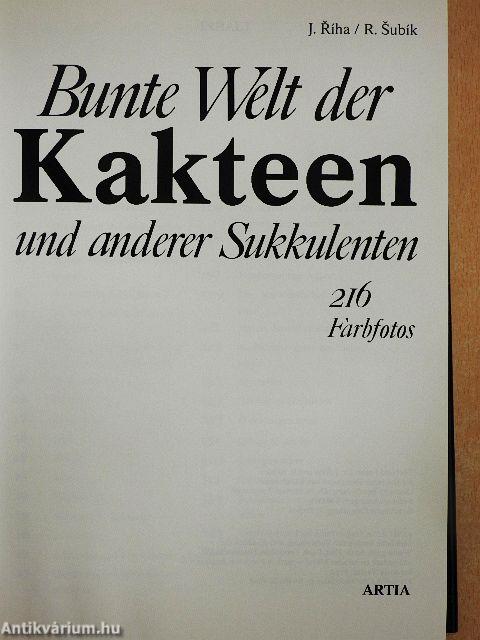 J. Říha / R. Šubík
Bunte Welt der
Kakteen
und anderer Sukkulenten
216
Farbfotos
ARTIA
Antikvárium.hu